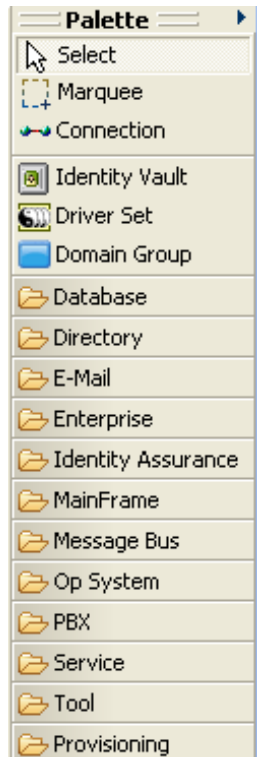 Palette
Select
Marquee
Connection
Identity Vault
Driver Set
Domain Group
Database
Directory
E-Mail
Enterprise
Identity Assurance
MainFrame
Message Bus
Op System
PBX
Service
Tool
Provisioning